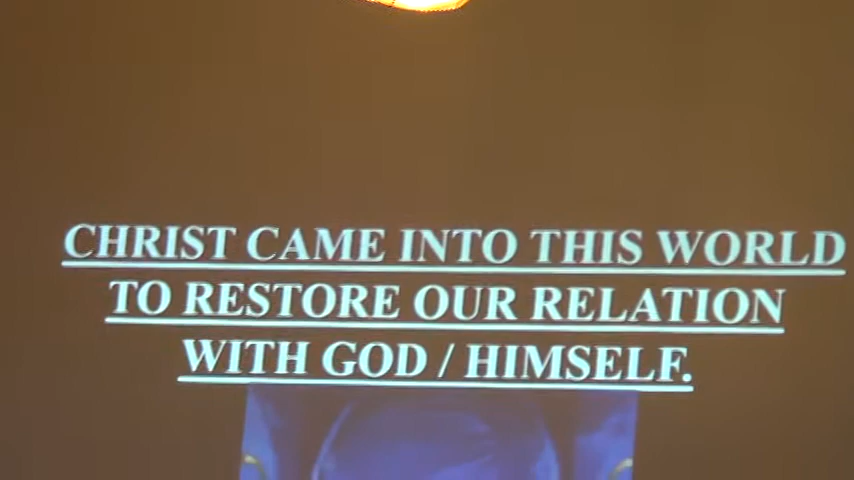 CHRIST CAME INTO THIS WORLD
TO RESTORE OUR RELATION
WITH GOD / HIMSELF.